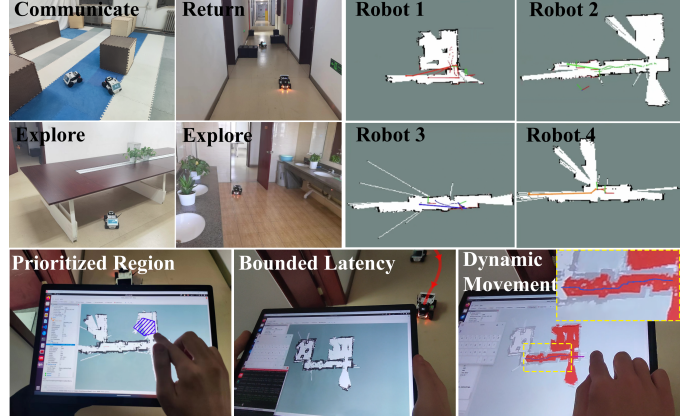 Communicate
Return
Robot 1
Robot 2
Explore
Explore
Robot 3
Robot 4
Prioritized Region
Bounded Latency
Dynamic
Movement